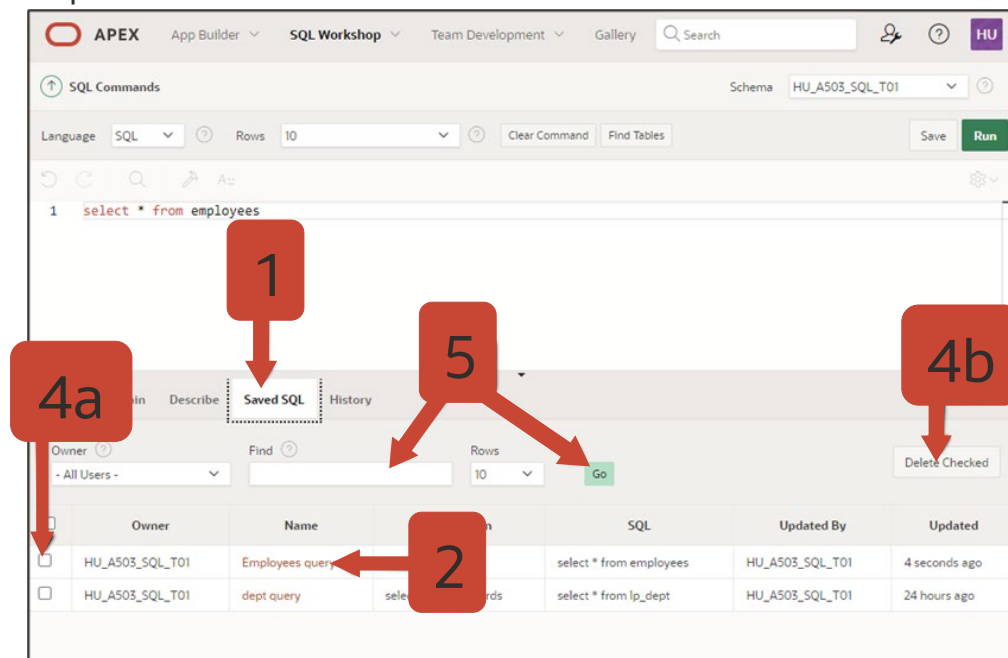 APEX App Builder SQL Workshop Team Development Gallery Search HU
SQL Commands Schema HU_A503_SQL_T01
Language SQL Rows 10 Clear Command Find Tables Save Run
1 select * from employees
1
5
4b
4a
Describe Saved SQL History
Owner Find Rows
- All Users - 10 Go Delete Checked
Owner Name SQL Updated By Updated
HU_A503_SQL_T01 Employees query select * from employees HU_A503_SQL_T01 4 seconds ago
2
HU_A503_SQL_T01 dept query select * from lp_dept HU_A503_SQL_T01 24 hours ago